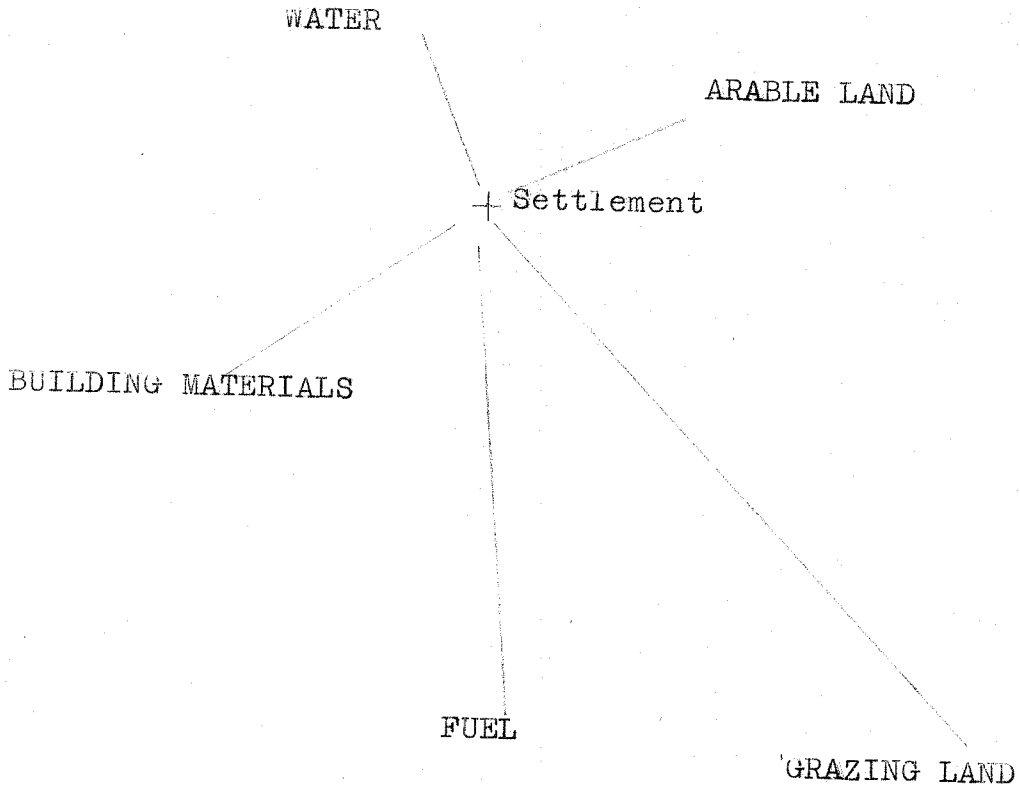 WATER
ARABLE LAND
Settlement
BUILDING MATERIALS
FUEL
GRAZING LAND